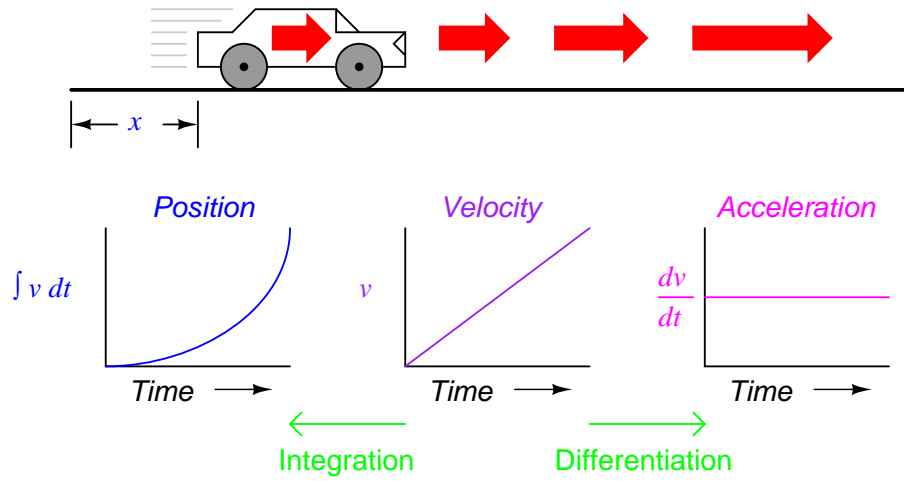 x
Position Velocity Acceleration
∫ v dt v dv/dt
Time Time Time
Integration Differentiation